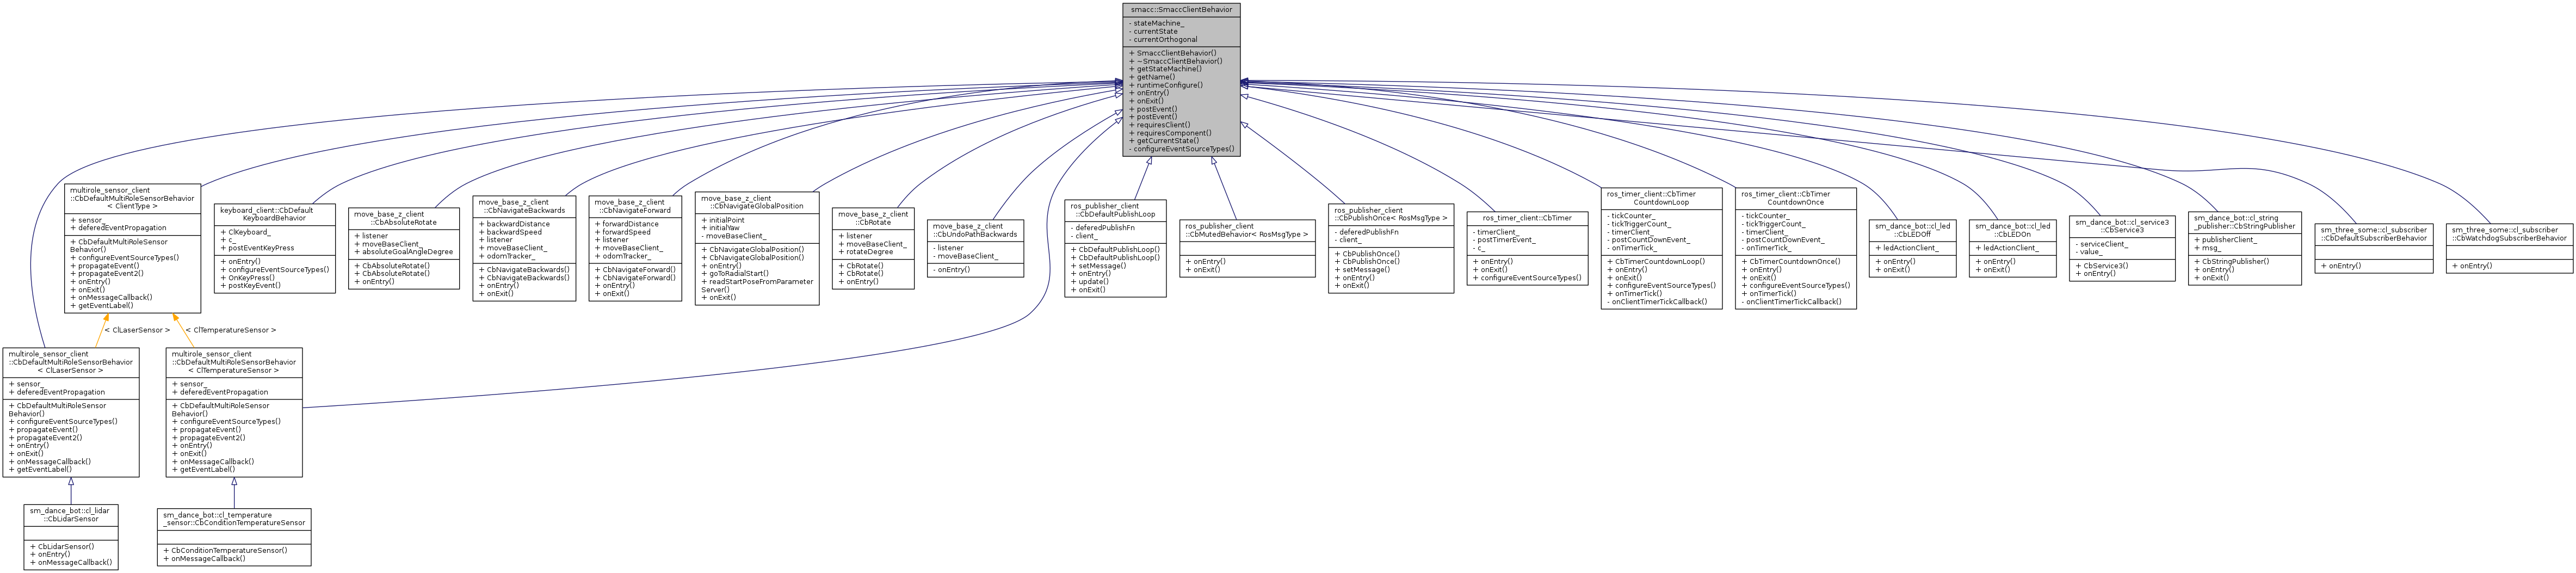 smacc::SmaccClientBehavior
- stateMachine_
- currentState
- currentOrthogonal
+ SmaccClientBehavior()
+ ~SmaccClientBehavior()
+ getStateMachine()
+ getName()
+ runtimeConfigure()
+ onEntry()
+ onExit()
+ postEvent()
+ postEvent()
+ requiresClient()
+ requiresComponent()
+ getCurrentState()
- configureEventSourceTypes()
multirole_sensor_client
::CbDefaultMultiRoleSensorBehavior
< ClientType >
+ sensor_
+ deferedEventPropagation
+ CbDefaultMultiRoleSensor
Behavior()
+ configureEventSourceTypes()
+ propagateEvent()
+ propagateEvent2()
+ onEntry()
+ onExit()
+ onMessageCallback()
+ getEventLabel()
keyboard_client::CbDefault
KeyboardBehavior
+ ClKeyboard_
+ c_
+ postEventKeyPress
+ onEntry()
+ configureEventSourceTypes()
+ OnKeyPress()
+ postKeyEvent()
move_base_z_client
::CbAbsoluteRotate
+ listener
+ moveBaseClient_
+ absoluteGoalAngleDegree
+ CbAbsoluteRotate()
+ CbAbsoluteRotate()
+ onEntry()
move_base_z_client
::CbNavigateBackwards
+ backwardDistance
+ backwardSpeed
+ listener
+ moveBaseClient_
+ odomTracker_
+ CbNavigateBackwards()
+ CbNavigateBackwards()
+ onEntry()
+ onExit()
move_base_z_client
::CbNavigateForward
+ forwardDistance
+ forwardSpeed
+ listener
+ moveBaseClient_
+ odomTracker_
+ CbNavigateForward()
+ CbNavigateForward()
+ onEntry()
+ onExit()
move_base_z_client
::CbNavigateGlobalPosition
+ initialPoint
+ initialYaw
- moveBaseClient_
+ CbNavigateGlobalPosition()
+ CbNavigateGlobalPosition()
+ onEntry()
+ goToRadialStart()
+ readStartPoseFromParameter
Server()
+ onExit()
move_base_z_client
::CbRotate
+ listener
+ moveBaseClient_
+ rotateDegree
+ CbRotate()
+ CbRotate()
+ onEntry()
move_base_z_client
::CbUndoPathBackwards
- listener
- moveBaseClient_
- onEntry()
ros_publisher_client
::CbDefaultPublishLoop
- deferedPublishFn
- client_
+ CbDefaultPublishLoop()
+ CbDefaultPublishLoop()
+ setMessage()
+ onEntry()
+ update()
+ onExit()
ros_publisher_client
::CbMutedBehavior< RosMsgType >
+ onEntry()
+ onExit()
ros_publisher_client
::CbPublishOnce< RosMsgType >
- deferedPublishFn
- client_
+ CbPublishOnce()
+ CbPublishOnce()
+ setMessage()
+ onEntry()
+ onExit()
ros_timer_client::CbTimer
- timerClient_
- postTimerEvent_
- c_
+ onEntry()
+ onExit()
+ configureEventSourceTypes()
ros_timer_client::CbTimer
CountdownLoop
- tickCounter_
- tickTriggerCount_
- timerClient_
- postCountDownEvent_
- onTimerTick_
+ CbTimerCountdownLoop()
+ onEntry()
+ onExit()
+ configureEventSourceTypes()
+ onTimerTick()
- onClientTimerTickCallback()
ros_timer_client::CbTimer
CountdownOnce
- tickCounter_
- tickTriggerCount_
- timerClient_
- postCountDownEvent_
- onTimerTick_
+ CbTimerCountdownOnce()
+ onEntry()
+ onExit()
+ configureEventSourceTypes()
+ onTimerTick()
- onClientTimerTickCallback()
sm_dance_bot::cl_led
::CbLEDOff
+ ledActionClient_
+ onEntry()
+ onExit()
sm_dance_bot::cl_led
::CbLEDOn
+ ledActionClient_
+ onEntry()
+ onExit()
sm_dance_bot::cl_service3
::CbService3
- serviceClient_
- value_
+ CbService3()
+ onEntry()
sm_dance_bot::cl_string
_publisher::CbStringPublisher
+ publisherClient_
+ msg_
+ CbStringPublisher()
+ onEntry()
+ onExit()
sm_three_some::cl_subscriber
::CbDefaultSubscriberBehavior
+ onEntry()
sm_three_some::cl_subscriber
::CbWatchdogSubscriberBehavior
+ onEntry()
< ClLaserSensor >
< ClTemperatureSensor >
multirole_sensor_client
::CbDefaultMultiRoleSensorBehavior
< ClLaserSensor >
+ sensor_
+ deferedEventPropagation
+ CbDefaultMultiRoleSensor
Behavior()
+ configureEventSourceTypes()
+ propagateEvent()
+ propagateEvent2()
+ onEntry()
+ onExit()
+ onMessageCallback()
+ getEventLabel()
multirole_sensor_client
::CbDefaultMultiRoleSensorBehavior
< ClTemperatureSensor >
+ sensor_
+ deferedEventPropagation
+ CbDefaultMultiRoleSensor
Behavior()
+ configureEventSourceTypes()
+ propagateEvent()
+ propagateEvent2()
+ onEntry()
+ onExit()
+ onMessageCallback()
+ getEventLabel()
sm_dance_bot::cl_lidar
::CbLidarSensor
+ CbLidarSensor()
+ onEntry()
+ onMessageCallback()
sm_dance_bot::cl_temperature
_sensor::CbConditionTemperatureSensor
+ CbConditionTemperatureSensor()
+ onMessageCallback()